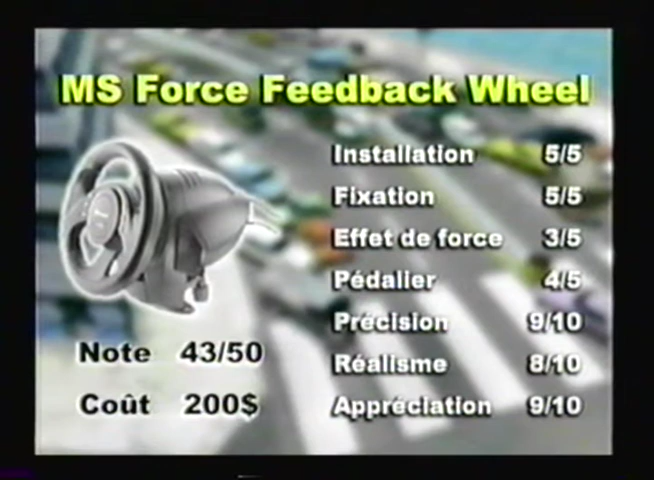 MS Force Feedback Wheel
Installation 5/5
Fixation 5/5
Effet de force 3/5
Pédalier 4/5
Précision 9/10
Réalisme 8/10
Appréciation 9/10
Note 43/50
Coût 200$